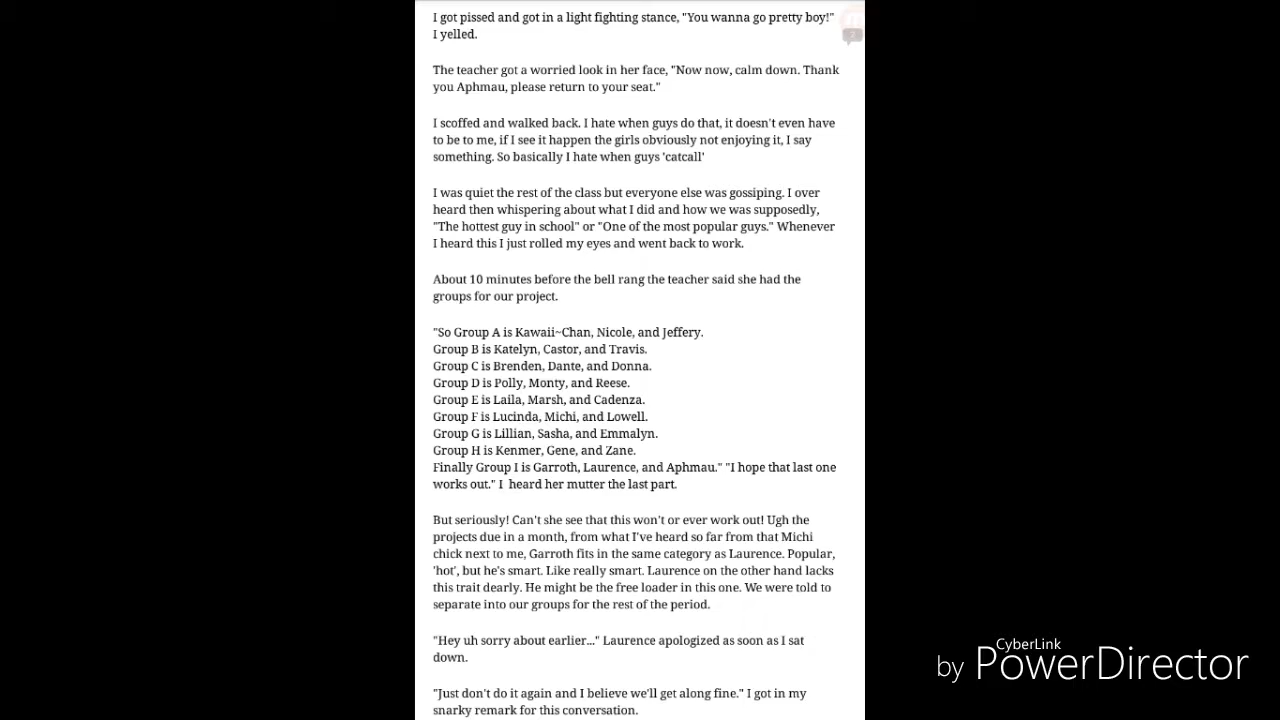 I got pissed and got in a light fighting stance, "You wanna go pretty boy!"
I yelled.
The teacher got a worried look in her face, "Now now, calm down. Thank
you Aphmau, please return to your seat."
I scoffed and walked back. I hate when guys do that, it doesn't even have
to be to me, if I see it happen the girls obviously not enjoying it, I say
something. So basically I hate when guys 'catcall'
I was quiet the rest of the class but everyone else was gossiping. I over
heard then whispering about what I did and how we was supposedly,
"The hottest guy in school" or "One of the most popular guys." Whenever
I heard this I just rolled my eyes and went back to work.
About 10 minutes before the bell rang the teacher said she had the
groups for our project.
"So Group A is Kawaii~Chan, Nicole, and Jeffery.
Group B is Katelyn, Castor, and Travis.
Group C is Brenden, Dante, and Donna.
Group D is Polly, Monty, and Reese.
Group E is Laila, Marsh, and Cadenza.
Group F is Lucinda, Michi, and Lowell.
Group G is Lillian, Sasha, and Emmalyn.
Group H is Kenmer, Gene, and Zane.
Finally Group I is Garroth, Laurence, and Aphmau." "I hope that last one
works out." I  heard her mutter the last part.
But seriously! Can't she see that this won't or ever work out! Ugh the
projects due in a month, from what I've heard so far from that Michi
chick next to me, Garroth fits in the same category as Laurence. Popular,
'hot', but he's smart. Like really smart. Laurence on the other hand lacks
this trait dearly. He might be the free loader in this one. We were told to
separate into our groups for the rest of the period.
"Hey uh sorry about earlier..." Laurence apologized as soon as I sat
down.
"Just don't do it again and I believe we'll get along fine." I got in my
snarky remark for this conversation.
?
CyberLink
by PowerDirector